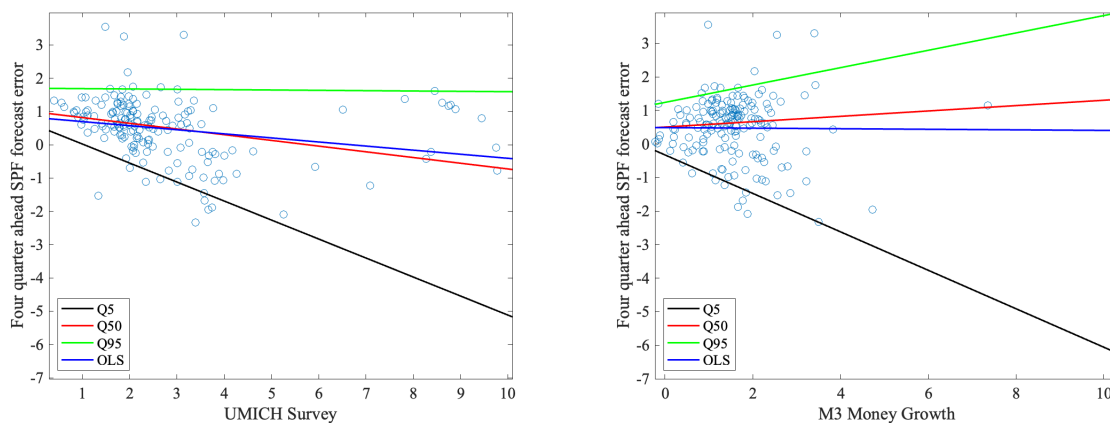 Four quarter ahead SPF forecast error
3
2
1
0
-1
-2
-3
-4
-5
-6
-7
Q5
Q50
Q95
OLS
1 2 3 4 5 6 7 8 9 10
UMICH Survey
Four quarter ahead SPF forecast error
3
2
1
0
-1
-2
-3
-4
-5
-6
-7
Q5
Q50
Q95
OLS
0 2 4 6 8 10
M3 Money Growth